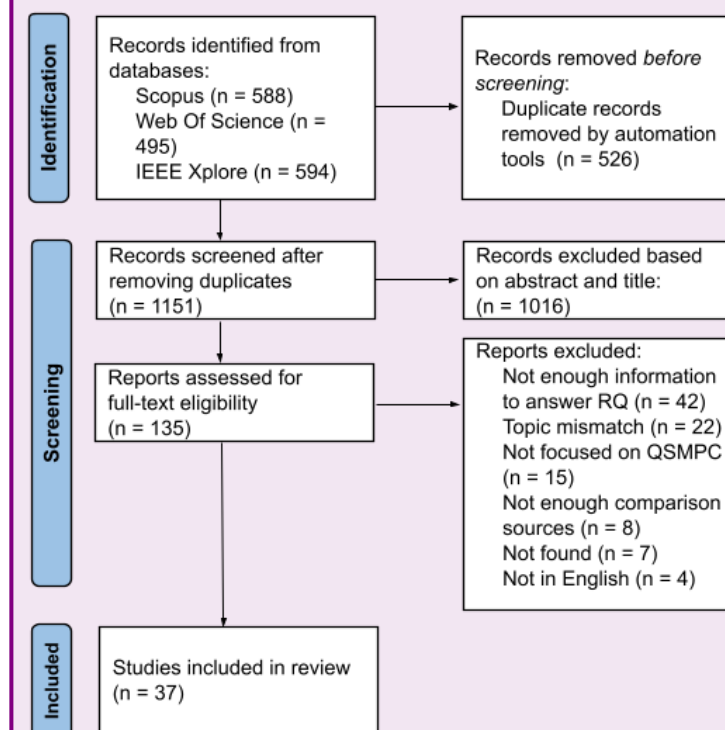 Identification
Records identified from
databases:
Scopus (n = 588)
Web Of Science (n =
495)
IEEE Xplore (n = 594)
Records removed before
screening:
Duplicate records
removed by automation
tools (n = 526)
Screening
Records screened after
removing duplicates
(n = 1151)
Records excluded based
on abstract and title:
(n = 1016)
Reports assessed for
full-text eligibility
(n = 135)
Reports excluded:
Not enough information
to answer RQ (n = 42)
Topic mismatch (n = 22)
Not focused on QSMPC
(n = 15)
Not enough comparison
sources (n = 8)
Not found (n = 7)
Not in English (n = 4)
Included
Studies included in review
(n = 37)